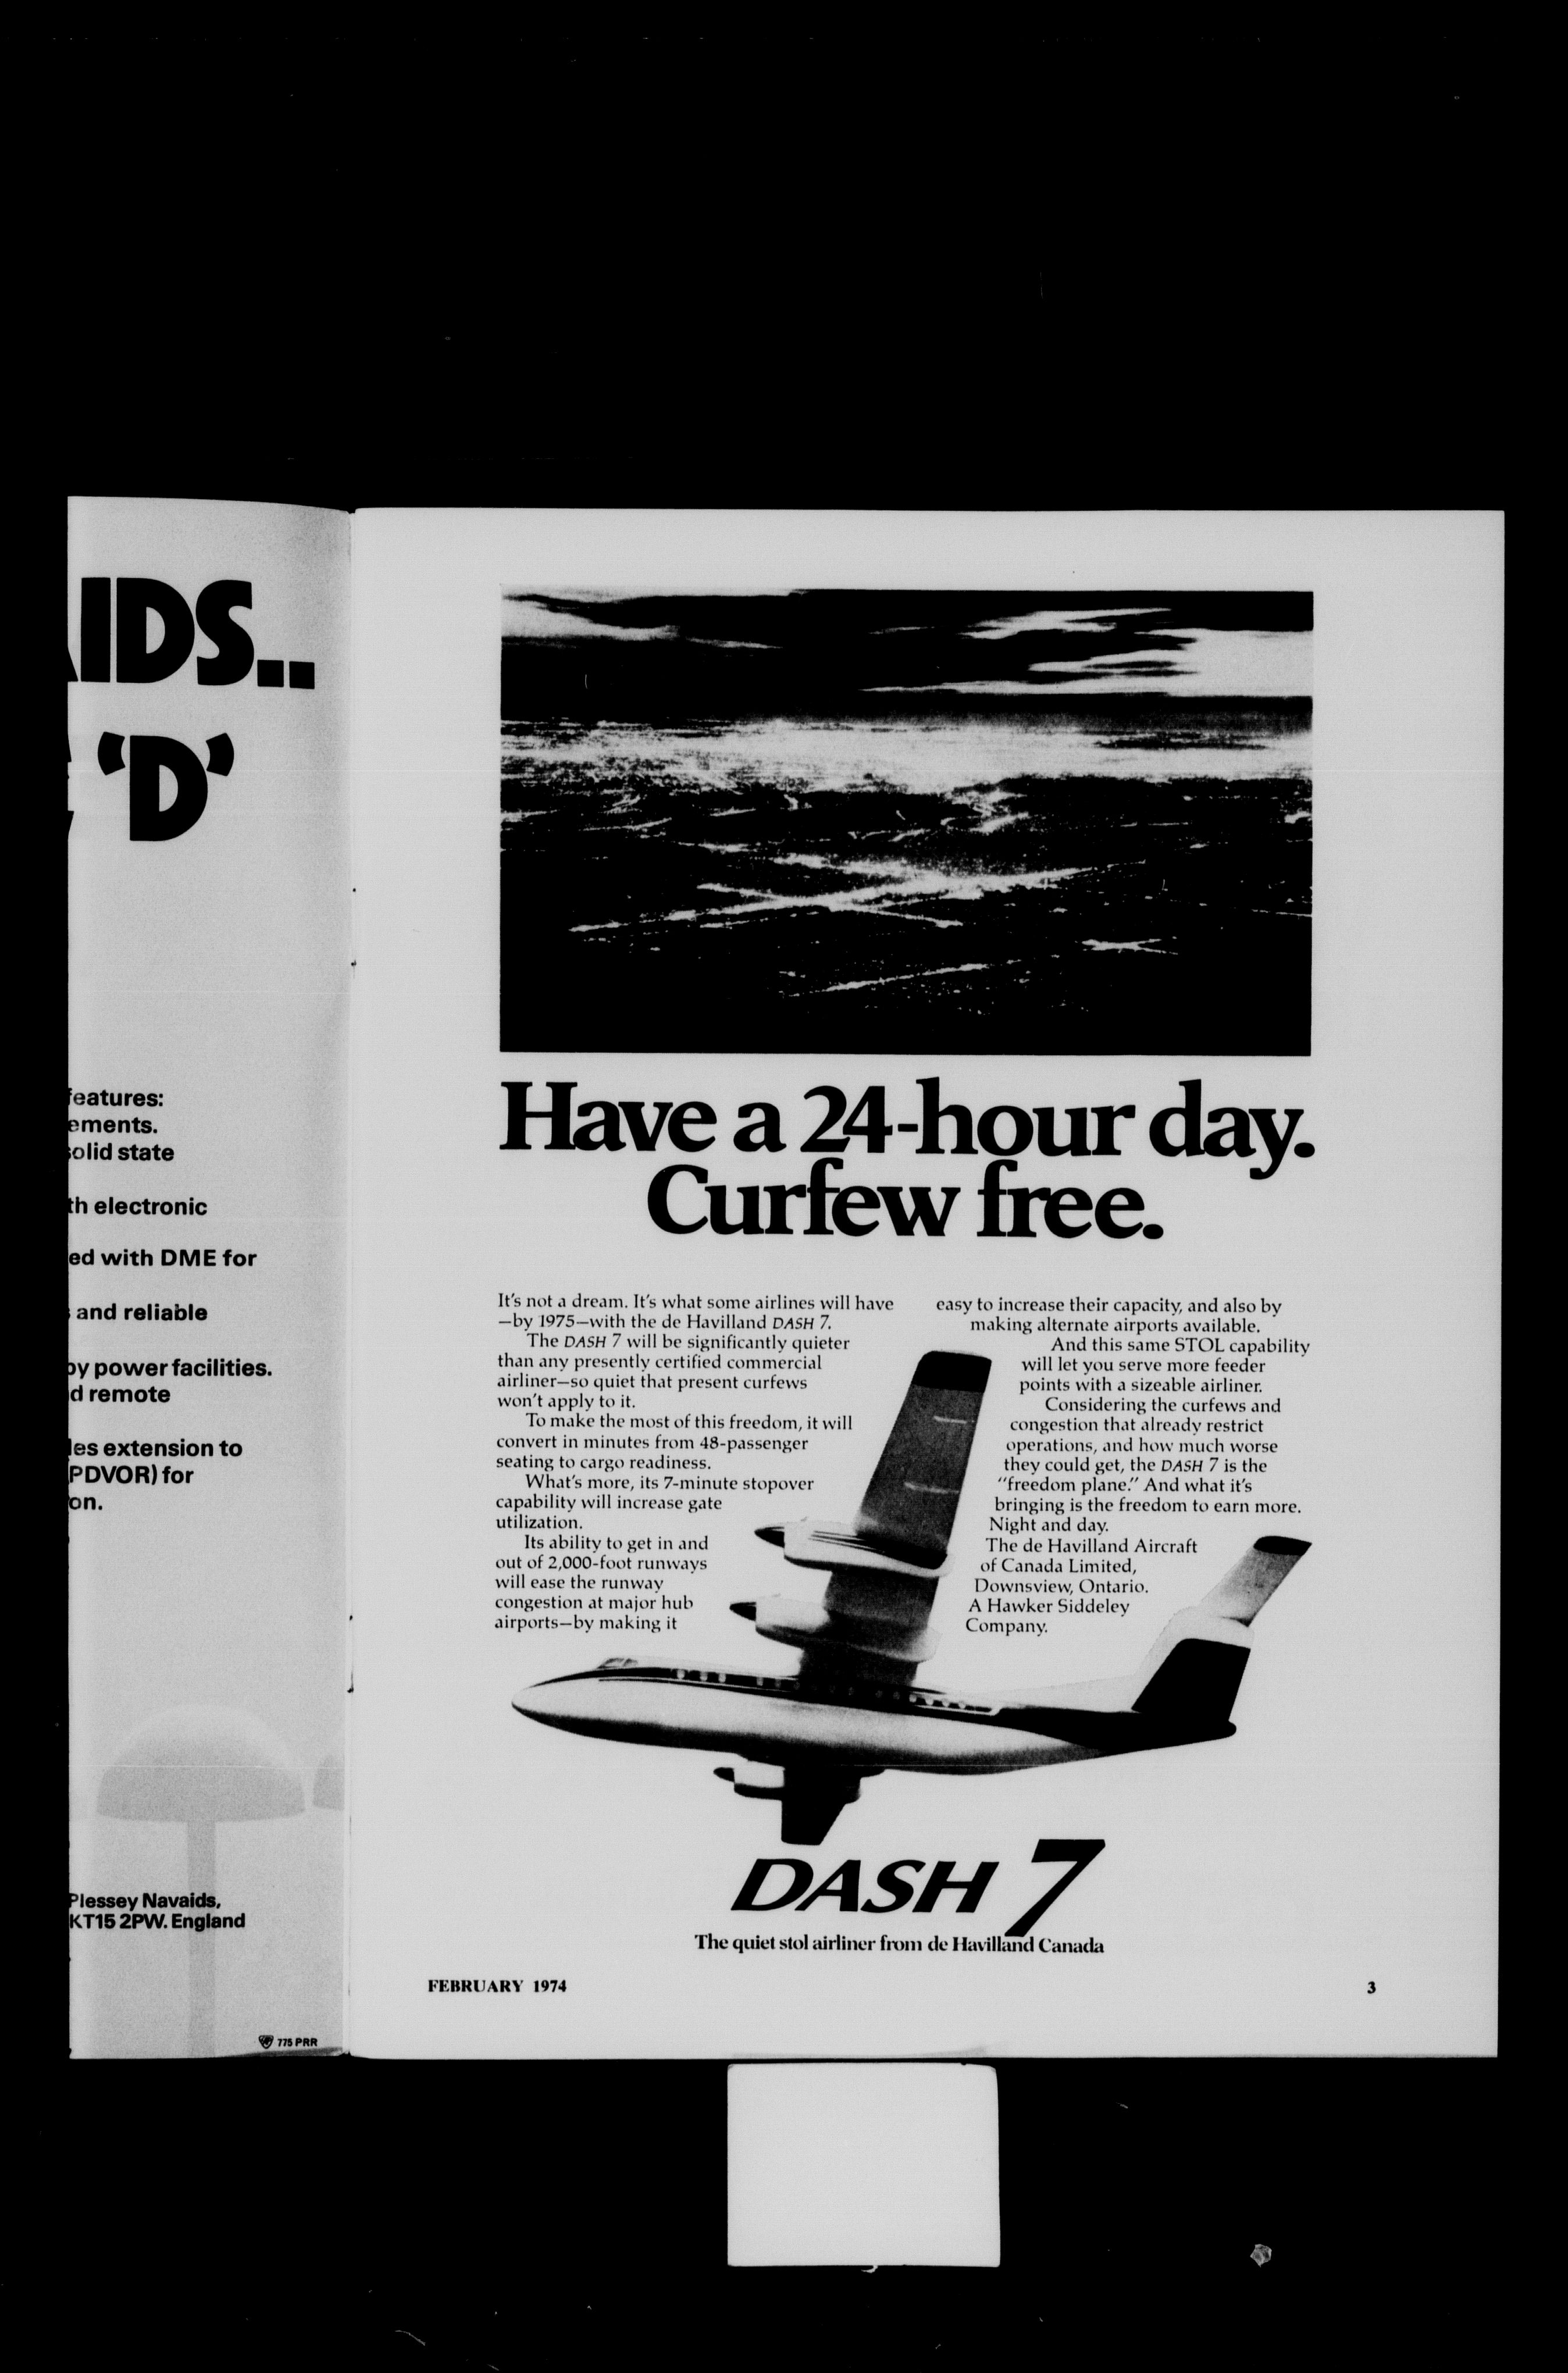 AIDS..
'D'
features:
ements.
solid state
th electronic
ed with DME for
and reliable
by power facilities.
d remote
les extension to
PDVOR) for
on.
Plessey Navaids,
KT15 2PW. England
775 PRR
Have a 24-hour day.
Curfew free.
It's not a dream. It's what some airlines will have
—by 1975—with the de Havilland DASH 7.
The DASH 7 will be significantly quieter
than any presently certified commercial
airliner—so quiet that present curfews
won't apply to it.
To make the most of this freedom, it will
convert in minutes from 48-passenger
seating to cargo readiness.
What's more, its 7-minute stopover
capability will increase gate
utilization.
Its ability to get in and
out of 2,000-foot runways
will ease the runway
congestion at major hub
airports—by making it
easy to increase their capacity, and also by
making alternate airports available.
And this same STOL capability
will let you serve more feeder
points with a sizeable airliner.
Considering the curfews and
congestion that already restrict
operations, and how much worse
they could get, the DASH 7 is the
"freedom plane." And what it's
bringing is the freedom to earn more.
Night and day.
The de Havilland Aircraft
of Canada Limited,
Downsview, Ontario.
A Hawker Siddeley
Company.
DASH 7
The quiet stol airliner from de Havilland Canada
FEBRUARY 1974
3